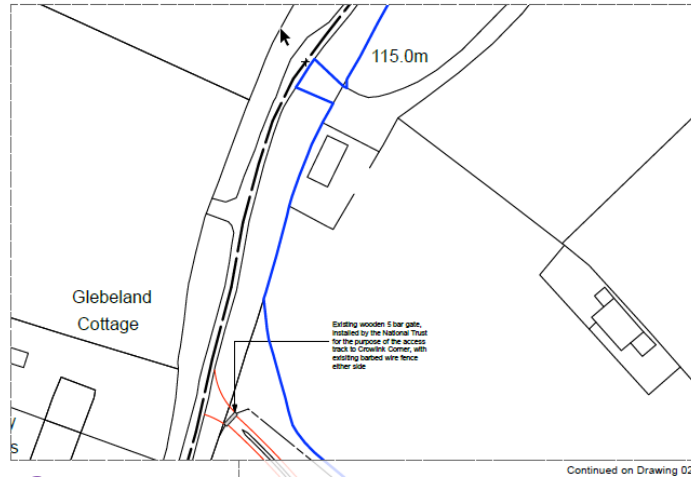 115.0m
Glebeland
Cottage
Existing wooden 5 bar gate,
installed by the National Trust
for the purpose of the access
track to Crowlink Corner, with
exisiting barbed wire fence
either side
s
Continued on Drawing 02